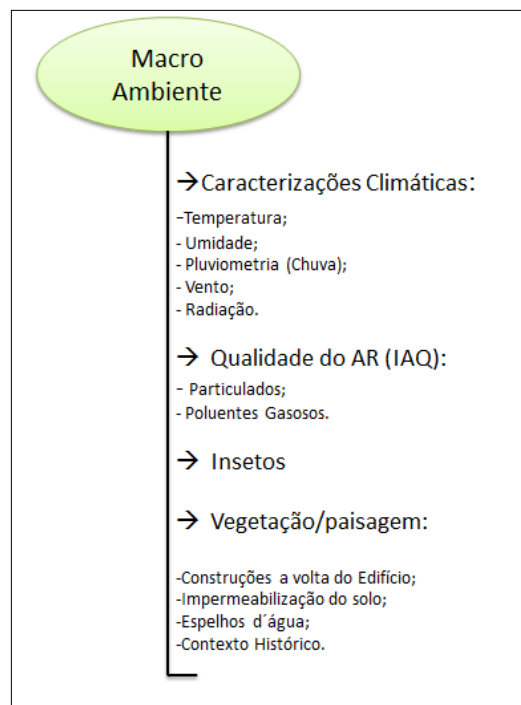 Macro
Ambiente
→Caracterizações Climáticas:
-Temperatura;
- Umidade;
- Pluviometria (Chuva);
- Vento;
- Radiação.
→ Qualidade do AR (IAQ):
- Particulados;
- Poluentes Gasosos.
→ Insetos
→ Vegetação/paisagem:
-Construções a volta do Edifício;
-Impermeabilização do solo;
-Espelhos d´água;
-Contexto Histórico.